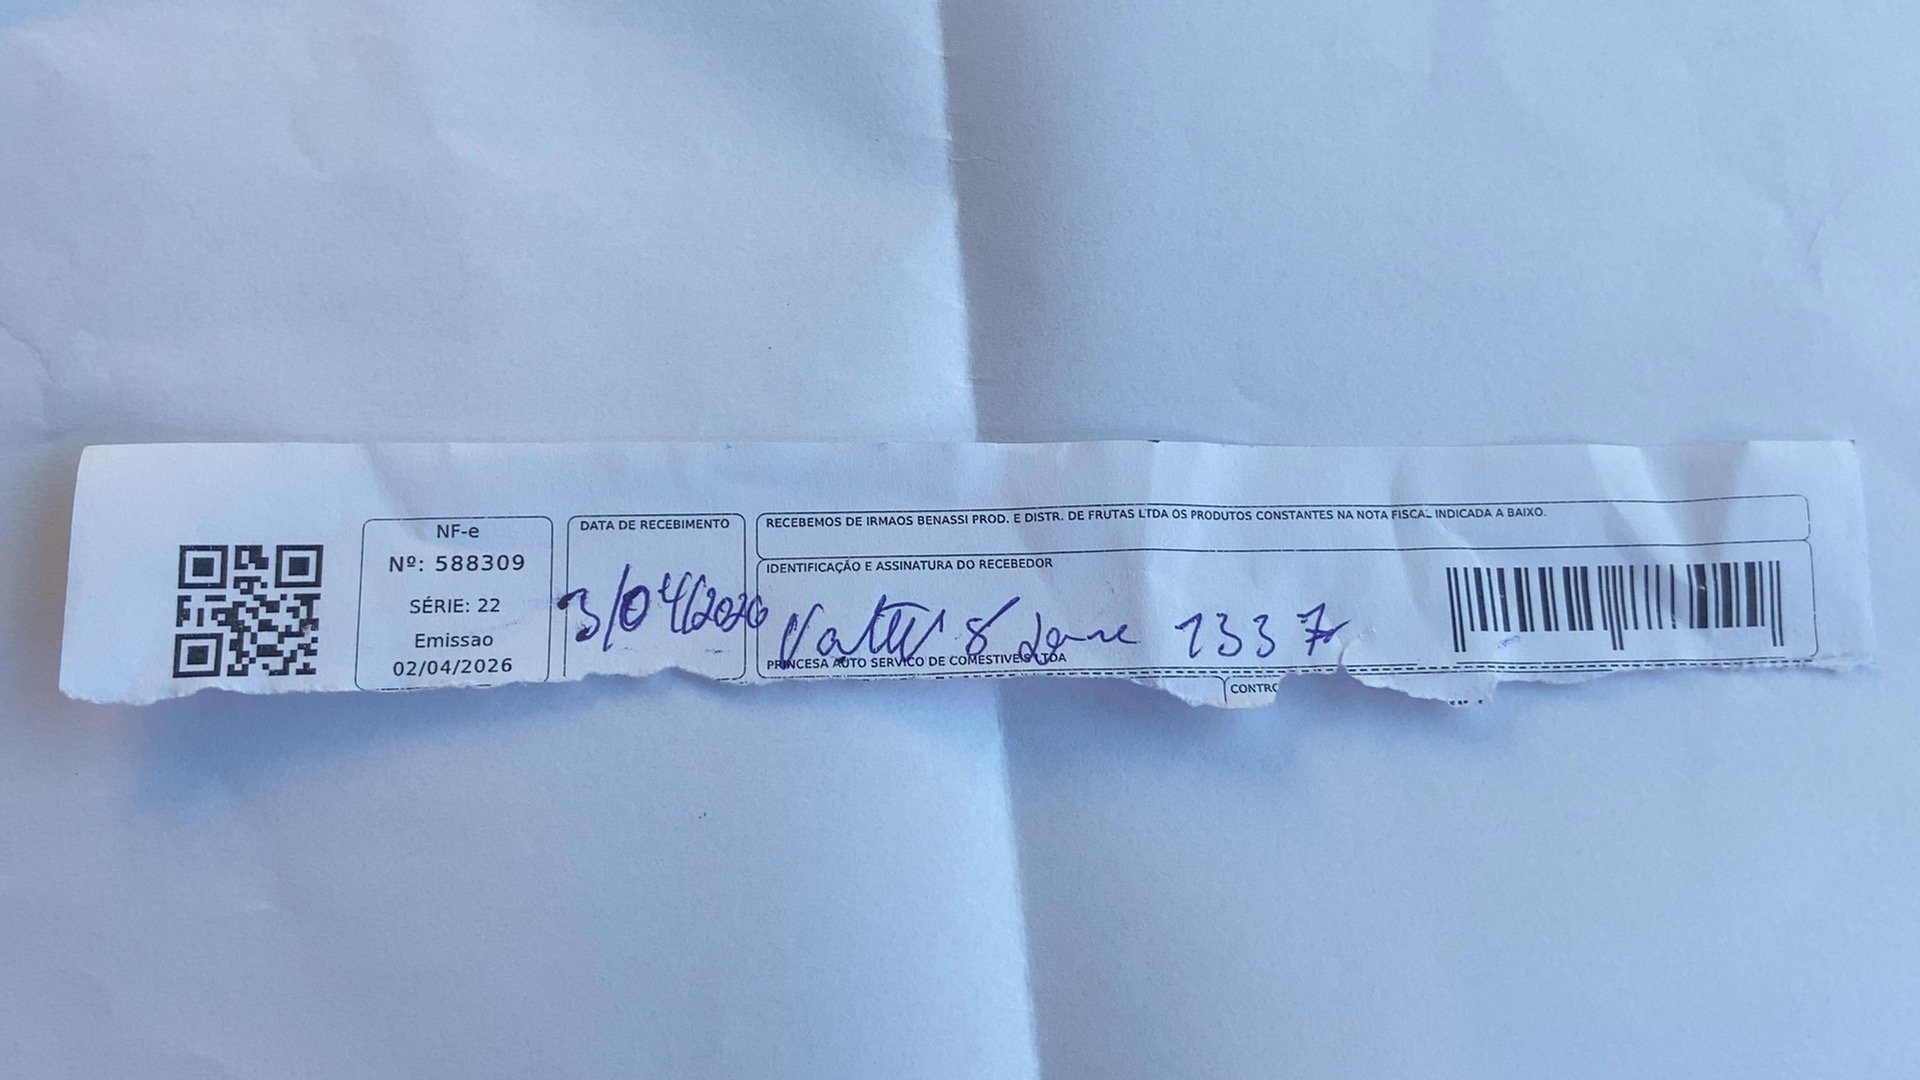 NF-e
Nº: 588309
SÉRIE: 22
Emissao
02/04/2026
DATA DE RECEBIMENTO
3/04/2026
RECEBEMOS DE IRMAOS BENASSI PROD. E DISTR. DE FRUTAS LTDA OS PRODUTOS CONSTANTES NA NOTA FISCAL INDICADA A BAIXO.
IDENTIFICAÇÃO E ASSINATURA DO RECEBEDOR
1337
PRINCESA AUTO SERVICO DE COMESTIVEIS LTDA
CONTRO